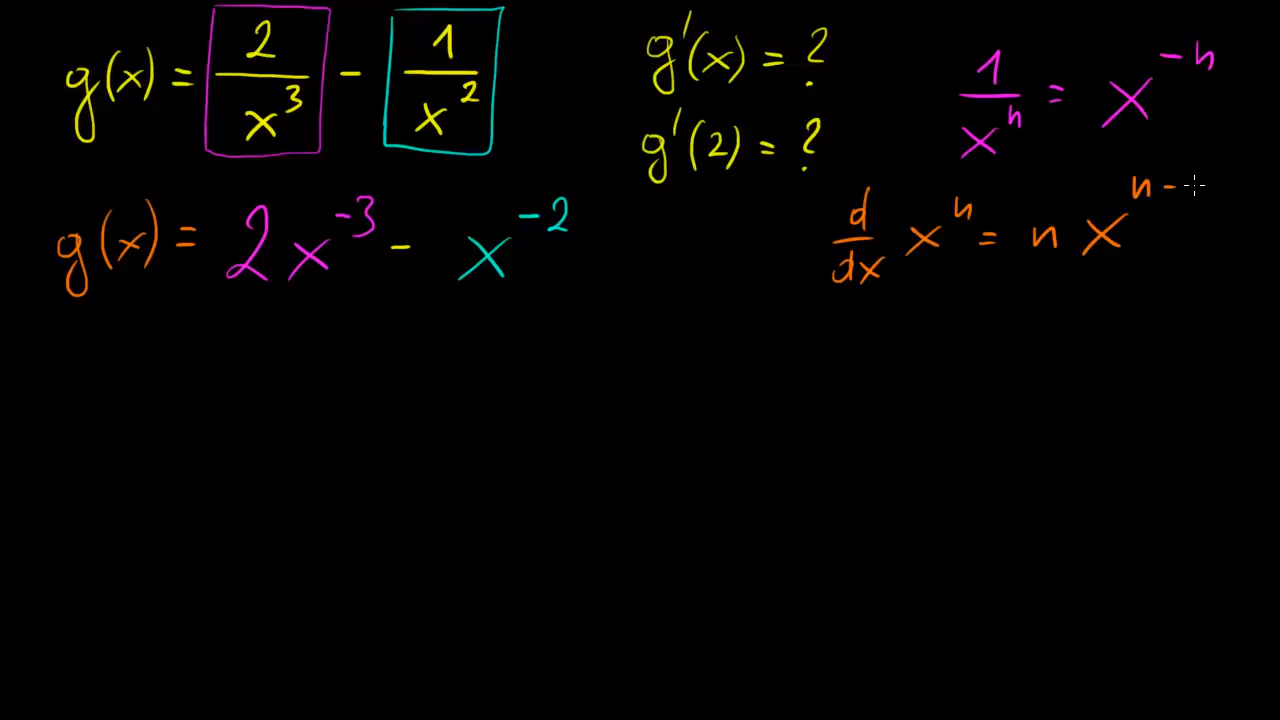 g(x) = 2/x³ - 1/x²
g'(x) = ?
g'(2) = ?
1/xⁿ = x⁻ⁿ
g(x) = 2x⁻³ - x⁻²
d/dx xⁿ = n xⁿ⁻